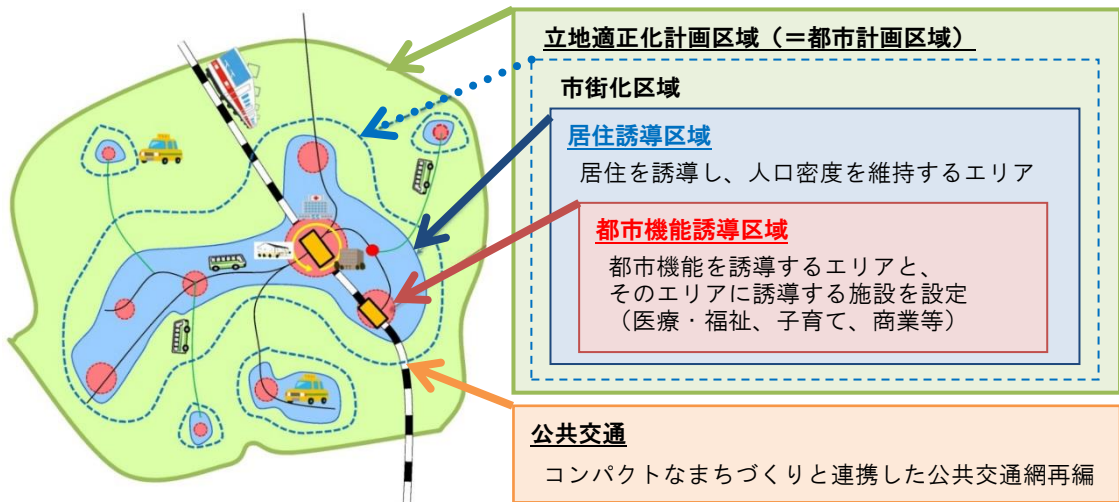 立地適正化計画区域（＝都市計画区域）
市街化区域
居住誘導区域
居住を誘導し、人口密度を維持するエリア
都市機能誘導区域
都市機能を誘導するエリアと、
そのエリアに誘導する施設を設定
（医療・福祉、子育て、商業等）
公共交通
コンパクトなまちづくりと連携した公共交通網再編